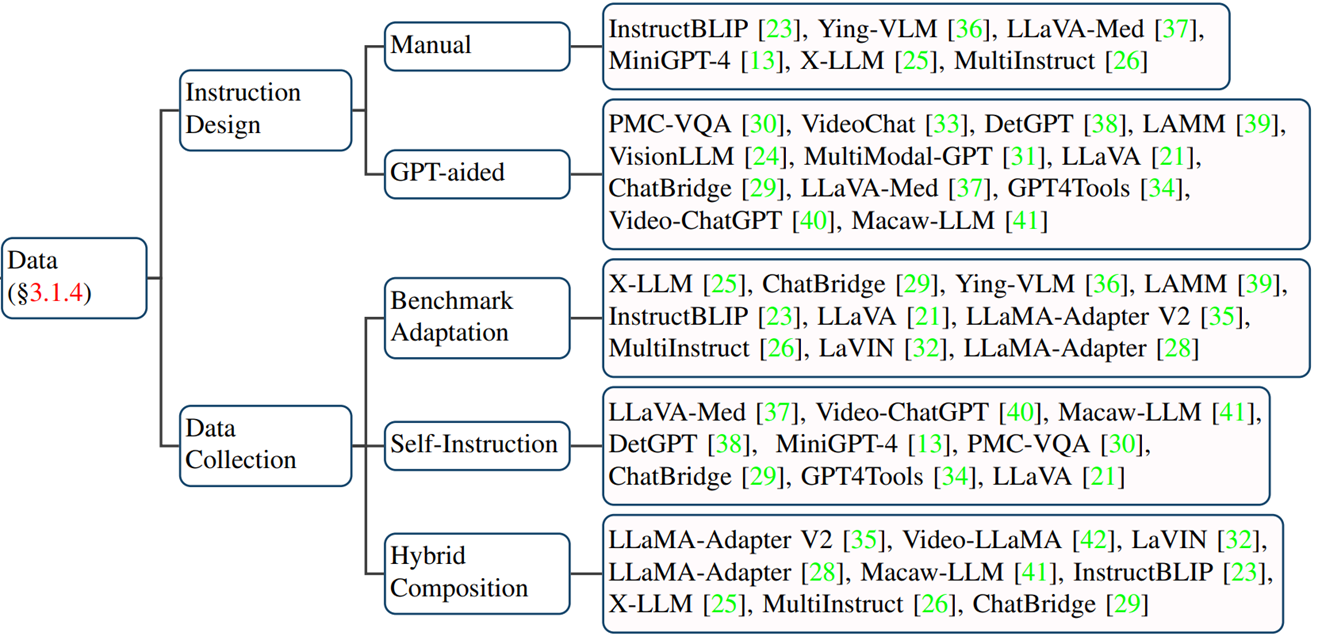 Data
(§3.1.4)
Instruction
Design
Manual
InstructBLIP [23], Ying-VLM [36], LLaVA-Med [37],
MiniGPT-4 [13], X-LLM [25], MultiInstruct [26]
GPT-aided
PMC-VQA [30], VideoChat [33], DetGPT [38], LAMM [39],
VisionLLM [24], MultiModal-GPT [31], LLaVA [21],
ChatBridge [29], LLaVA-Med [37], GPT4Tools [34],
Video-ChatGPT [40], Macaw-LLM [41]
Data
Collection
Benchmark
Adaptation
X-LLM [25], ChatBridge [29], Ying-VLM [36], LAMM [39],
InstructBLIP [23], LLaVA [21], LLaMA-Adapter V2 [35],
MultiInstruct [26], LaVIN [32], LLaMA-Adapter [28]
Self-Instruction
LLaVA-Med [37], Video-ChatGPT [40], Macaw-LLM [41],
DetGPT [38], MiniGPT-4 [13], PMC-VQA [30],
ChatBridge [29], GPT4Tools [34], LLaVA [21]
Hybrid
Composition
LLaMA-Adapter V2 [35], Video-LLaMA [42], LaVIN [32],
LLaMA-Adapter [28], Macaw-LLM [41], InstructBLIP [23],
X-LLM [25], MultiInstruct [26], ChatBridge [29]